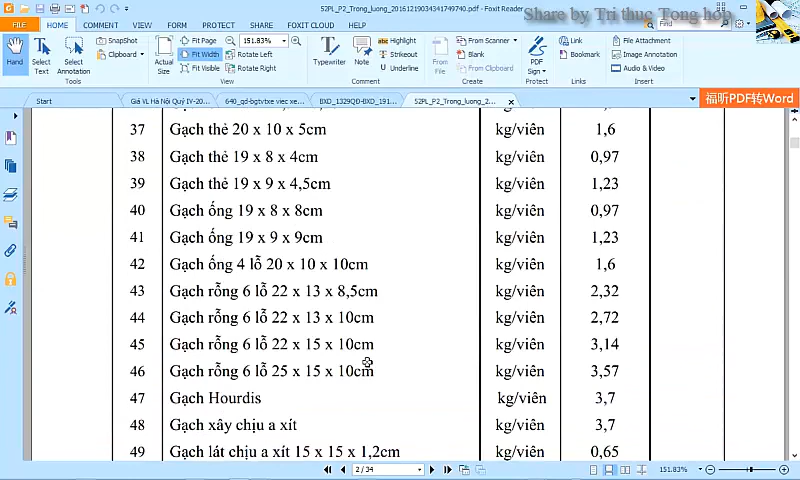 52PL_P2_Trong_luong_20161219034341749740.pdf - Foxit Reader
Share by Tri thuc Tong hop
FILE HOME COMMENT VIEW FORM PROTECT SHARE FOXIT CLOUD HELP
Find
Hand
Select Text
Select Annotation
SnapShot
Clipboard
Actual Size
Fit Page
Fit Width
Fit Visible
151.83%
Rotate Left
Rotate Right
Typewriter
Note
Highlight
Strikeout
Underline
From File
From Scanner
Blank
From Clipboard
PDF Sign
Link
Bookmark
File Attachment
Image Annotation
Audio & Video
Tools View Comment Create Protect Links Insert
Start Giá VL Hà Nội Quý IV-20... 640_qd-bgtvtxe viec xe... BXD_1329QĐ-BXD_191... 52PL_P2_Trong_luong_2... 福昕PDF转Word
37 Gạch thẻ 20 x 10 x 5cm kg/viên 1,6
38 Gạch thẻ 19 x 8 x 4cm kg/viên 0,97
39 Gạch thẻ 19 x 9 x 4,5cm kg/viên 1,23
40 Gạch ống 19 x 8 x 8cm kg/viên 0,97
41 Gạch ống 19 x 9 x 9cm kg/viên 1,23
42 Gạch ống 4 lỗ 20 x 10 x 10cm kg/viên 1,6
43 Gạch rỗng 6 lỗ 22 x 13 x 8,5cm kg/viên 2,32
44 Gạch rỗng 6 lỗ 22 x 13 x 10cm kg/viên 2,72
45 Gạch rỗng 6 lỗ 22 x 15 x 10cm kg/viên 3,14
46 Gạch rỗng 6 lỗ 25 x 15 x 10cm kg/viên 3,57
47 Gạch Hourdis kg/viên 3,7
48 Gạch xây chịu a xít kg/viên 3,7
49 Gạch lát chịu a xít 15 x 15 x 1,2cm kg/viên 0,65
2 / 34 151.83%